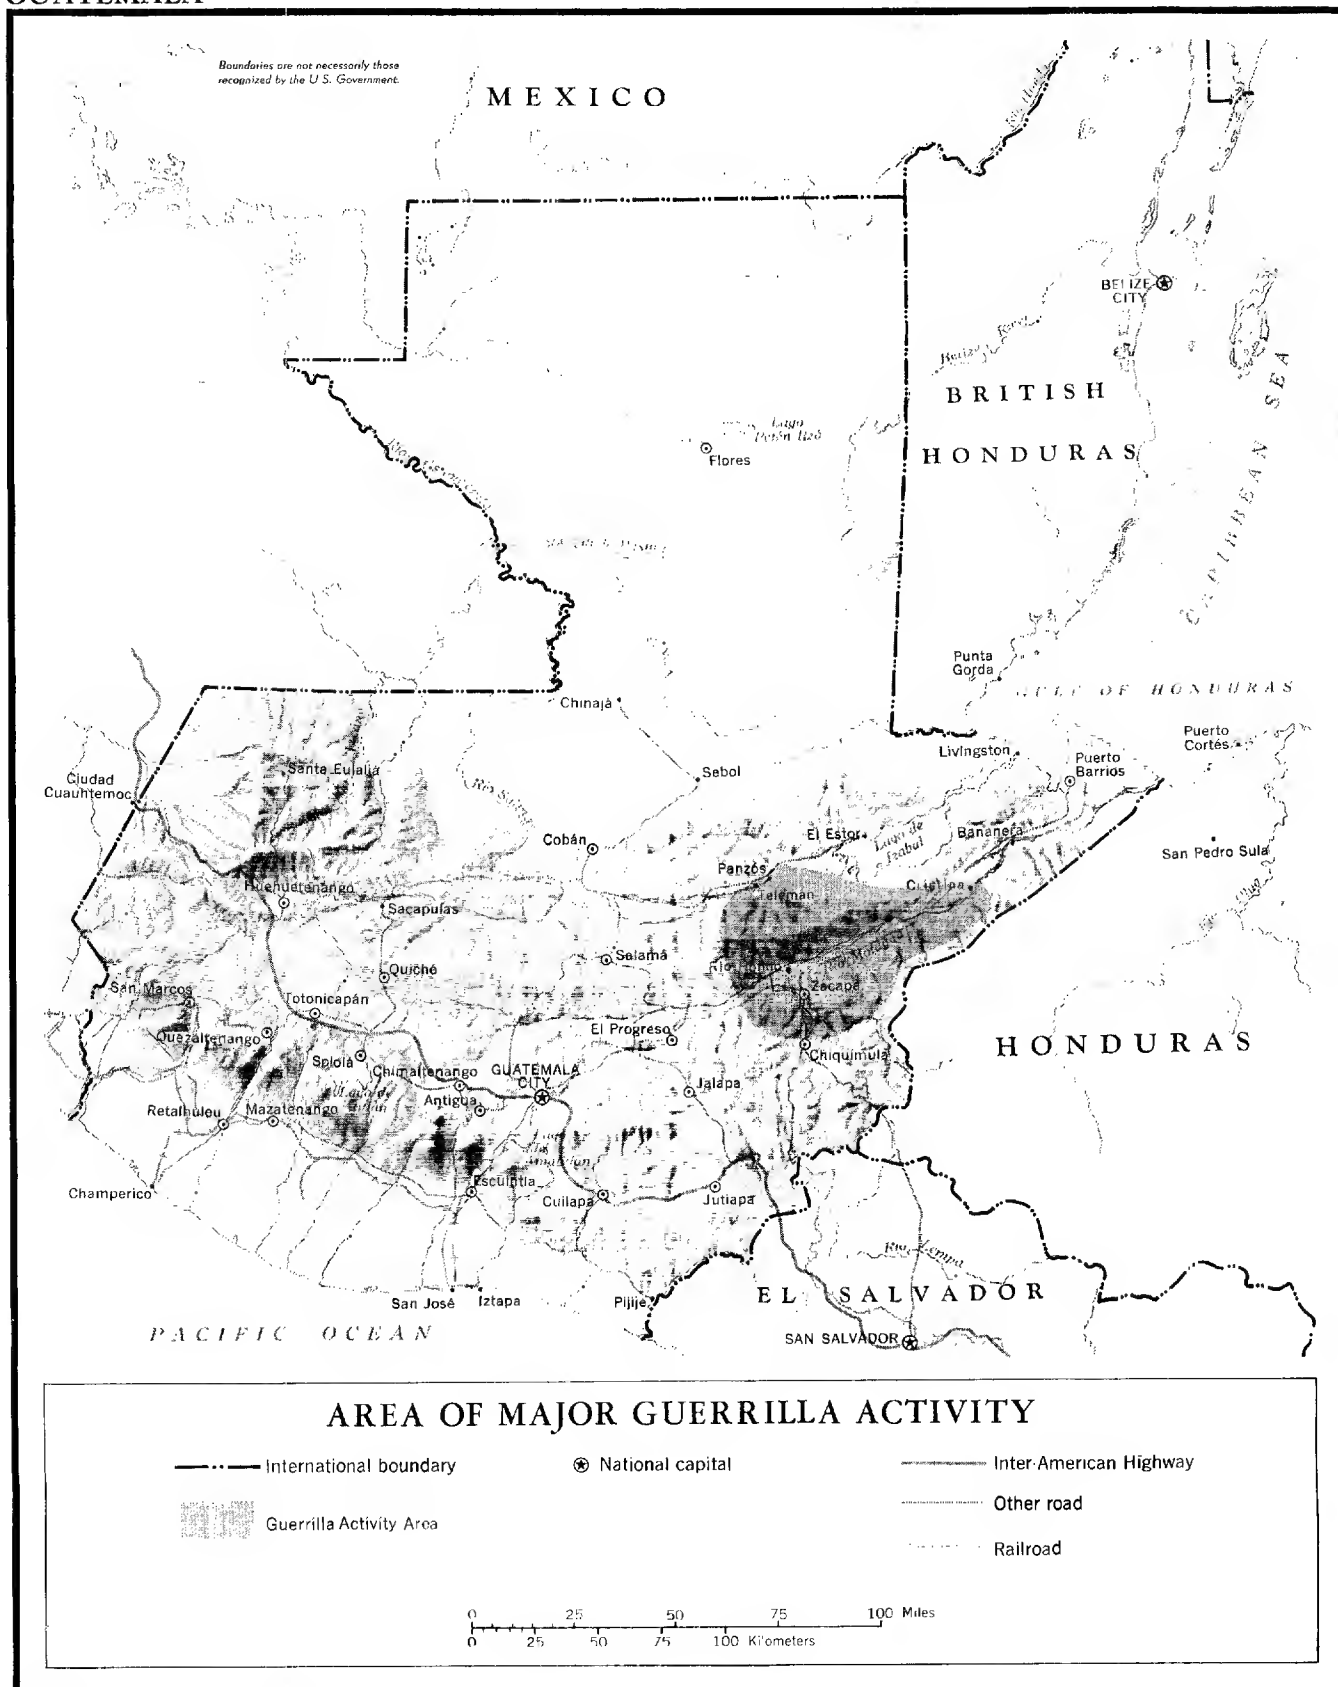 GUATEMALA
Boundaries are not necessarily those
recognized by the U S. Government.
MEXICO
BELIZE
CITY
Belize River
BRITISH
HONDURAS
CARIBBEAN SEA
Lago
Petén Itzá
Flores
Punta
Gorda
GULF OF HONDURAS
Chinajá
Livingston
Puerto
Cortés
Puerto
Barrios
Santa Eulalia
Sebol
Ciudad
Cuauhtemoc
Cobán
El Estor
Lago de
Izabal
Bananera
San Pedro Sula
Panzós
Telemán
Huehuetenango
Sacapulas
Salamá
Quiché
Zacapa
San Marcos
Totonicapán
El Progreso
Quezaltenango
HONDURAS
Sololá
Chimaltenango
GUATEMALA
CITY
Chiquimula
Jalapa
Antigua
Retalhuleu
Mazatenango
Escuintla
Champerico
Cuilapa
Jutiapa
Rio Lempa
San José
Iztapa
Pijije
EL SALVADOR
PACIFIC OCEAN
SAN SALVADOR
AREA OF MAJOR GUERRILLA ACTIVITY
International boundary
National capital
Inter-American Highway
Other road
Guerrilla Activity Area
Railroad
0 25 50 75 100 Miles
0 25 50 75 100 Kilometers